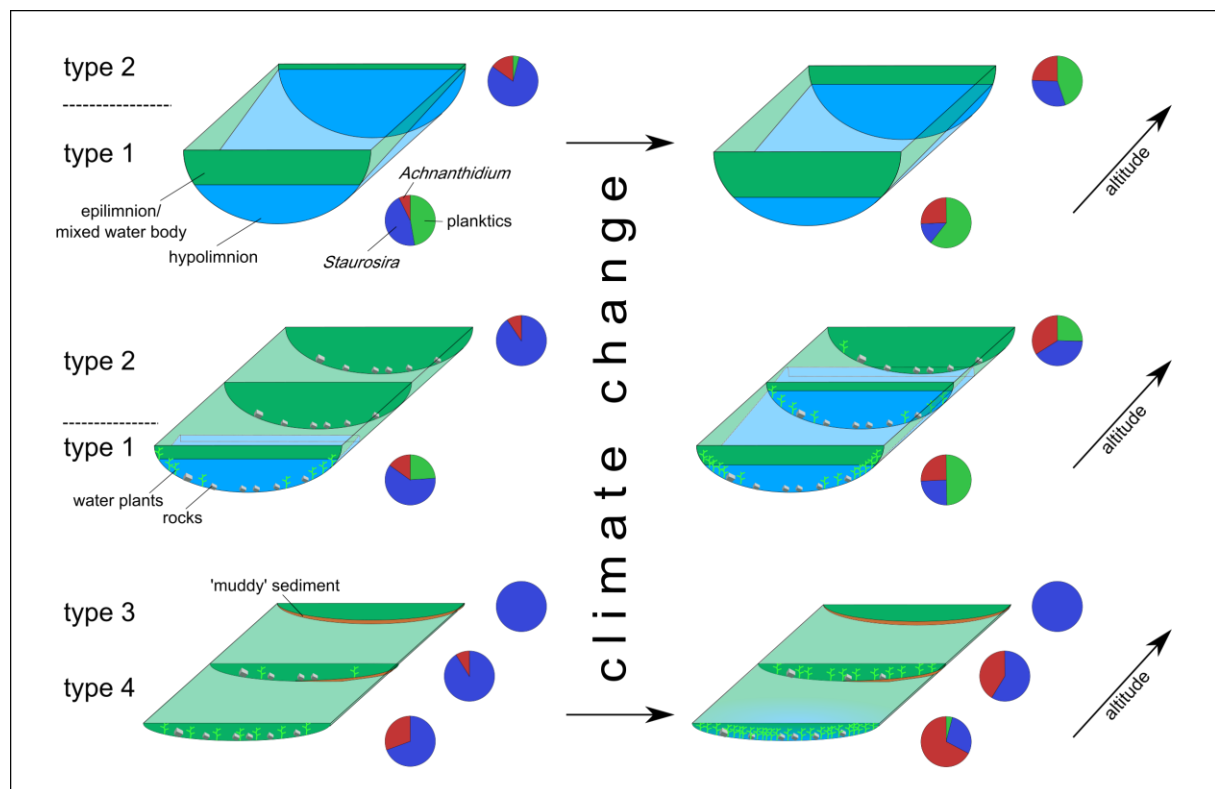 type 2
type 1
epilimnion/
mixed water body
hypolimnion
Achnanthidium
planktics
Staurosira
altitude
type 2
type 1
water plants
rocks
altitude
type 3
'muddy' sediment
type 4
altitude
climate change